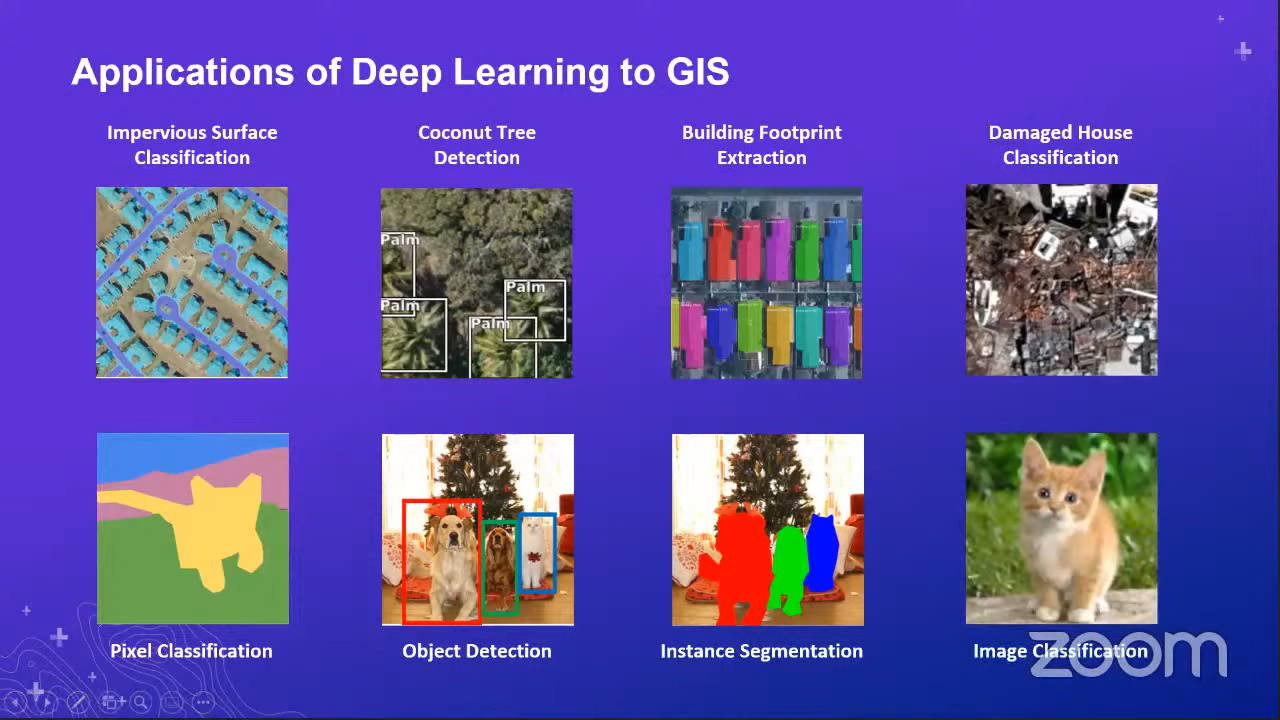 Applications of Deep Learning to GIS
Impervious Surface
Classification
Coconut Tree
Detection
Building Footprint
Extraction
Damaged House
Classification
Palm
Palm
Palm
Palm
Pixel Classification
Object Detection
Instance Segmentation
Image Classification
zoom